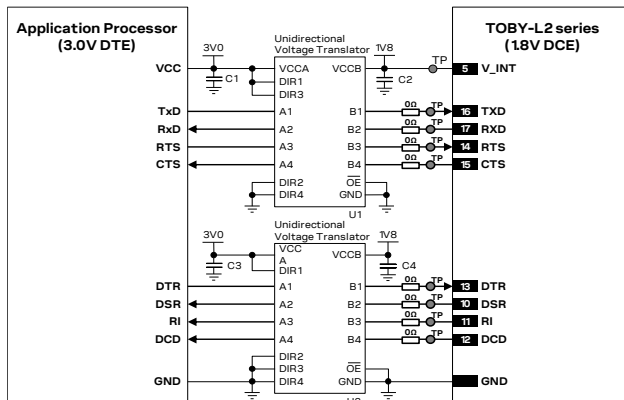 Application Processor
(3.0V DTE)
Unidirectional
Voltage Translator
TOBY-L2 series
(1.8V DCE)
3V0
1V8
TP
VCC
C1
VCCA
VCCB
C2
5
V_INT
DIR1
DIR3
TxD
A1
B1
0Ω
TP
16
TXD
RxD
A2
B2
0Ω
TP
17
RXD
RTS
A3
B3
0Ω
TP
14
RTS
CTS
A4
B4
0Ω
TP
15
CTS
DIR2
OE
DIR4
GND
U1
Unidirectional
Voltage Translator
3V0
1V8
VCC
A
VCCB
C3
DIR1
C4
DTR
A1
B1
0Ω
TP
13
DTR
DSR
A2
B2
0Ω
TP
10
DSR
RI
A3
B3
0Ω
TP
11
RI
DCD
A4
B4
0Ω
TP
12
DCD
DIR2
DIR3
OE
GND
DIR4
GND
GND